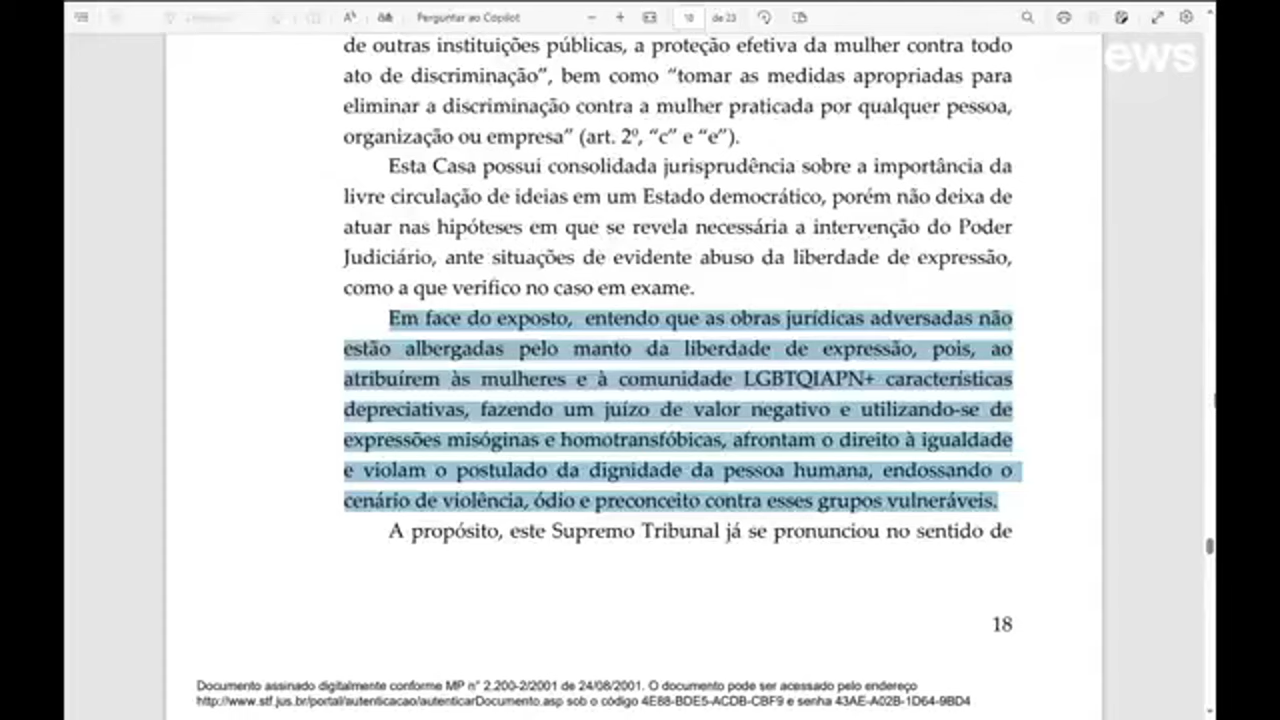 Perguntar ao Copilot
de 23
ews
de outras instituições públicas, a proteção efetiva da mulher contra todo
ato de discriminação”, bem como “tomar as medidas apropriadas para
eliminar a discriminação contra a mulher praticada por qualquer pessoa,
organização ou empresa” (art. 2º, “c” e “e”).
Esta Casa possui consolidada jurisprudência sobre a importância da
livre circulação de ideias em um Estado democrático, porém não deixa de
atuar nas hipóteses em que se revela necessária a intervenção do Poder
Judiciário, ante situações de evidente abuso da liberdade de expressão,
como a que verifico no caso em exame.
Em face do exposto, entendo que as obras jurídicas adversadas não
estão albergadas pelo manto da liberdade de expressão, pois, ao
atribuírem às mulheres e à comunidade LGBTQIAPN+ características
depreciativas, fazendo um juízo de valor negativo e utilizando-se de
expressões misóginas e homotransfóbicas, afrontam o direito à igualdade
e violam o postulado da dignidade da pessoa humana, endossando o
cenário de violência, ódio e preconceito contra esses grupos vulneráveis.
A propósito, este Supremo Tribunal já se pronunciou no sentido de
18
Documento assinado digitalmente conforme MP n° 2.200-2/2001 de 24/08/2001. O documento pode ser acessado pelo endereço
http://www.stf.jus.br/portal/autenticacao/autenticarDocumento.asp sob o código 4E88-BDE5-ACDB-CBF9 e senha 43AE-A02B-1D64-9BD4